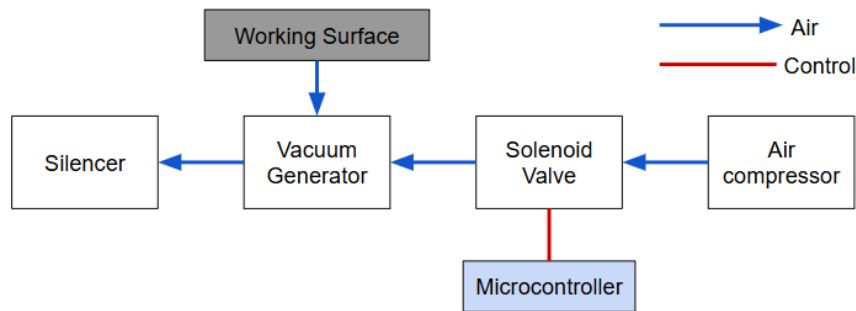 Working Surface
Air
Control
Silencer
Vacuum
Generator
Solenoid
Valve
Air
compressor
Microcontroller